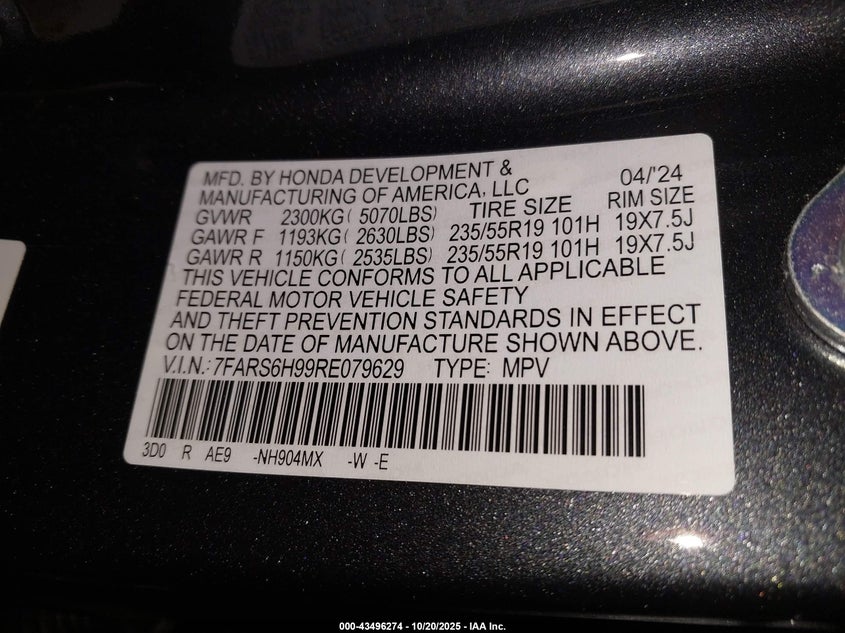 MFD. BY HONDA DEVELOPMENT & 04/'24
MANUFACTURING OF AMERICA, LLC RIM SIZE
GVWR 2300KG( 5070LBS) TIRE SIZE
GAWR F 1193KG( 2630LBS) 235/55R19 101H 19X7.5J
GAWR R 1150KG( 2535LBS) 235/55R19 101H 19X7.5J
THIS VEHICLE CONFORMS TO ALL APPLICABLE
FEDERAL MOTOR VEHICLE SAFETY
AND THEFT PREVENTION STANDARDS IN EFFECT
ON THE DATE OF MANUFACTURE SHOWN ABOVE.
V.I.N.: 7FARS6H99RE079629 TYPE: MPV
3D0 R AE9 -NH904MX -W -E
000-43496274 - 10/20/2025 - IAA Inc.